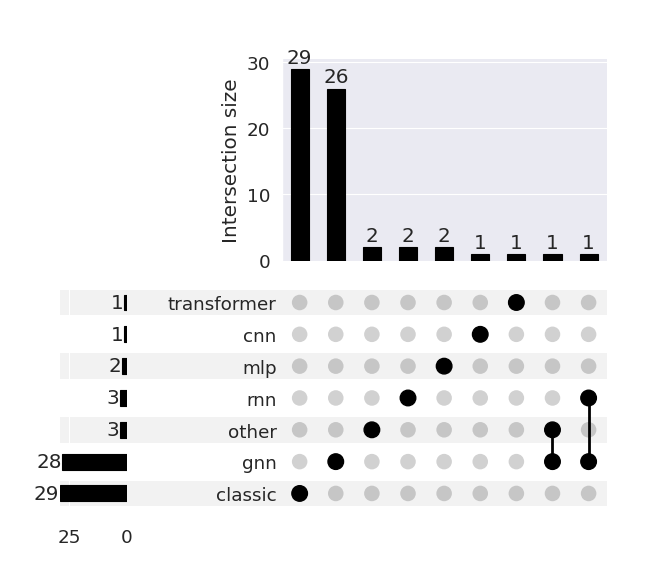 29
26
2 2 2 1 1 1 1
Intersection size
30
20
10
0
1 transformer
1 cnn
2 mlp
3 rnn
3 other
28 gnn
29 classic
25 0